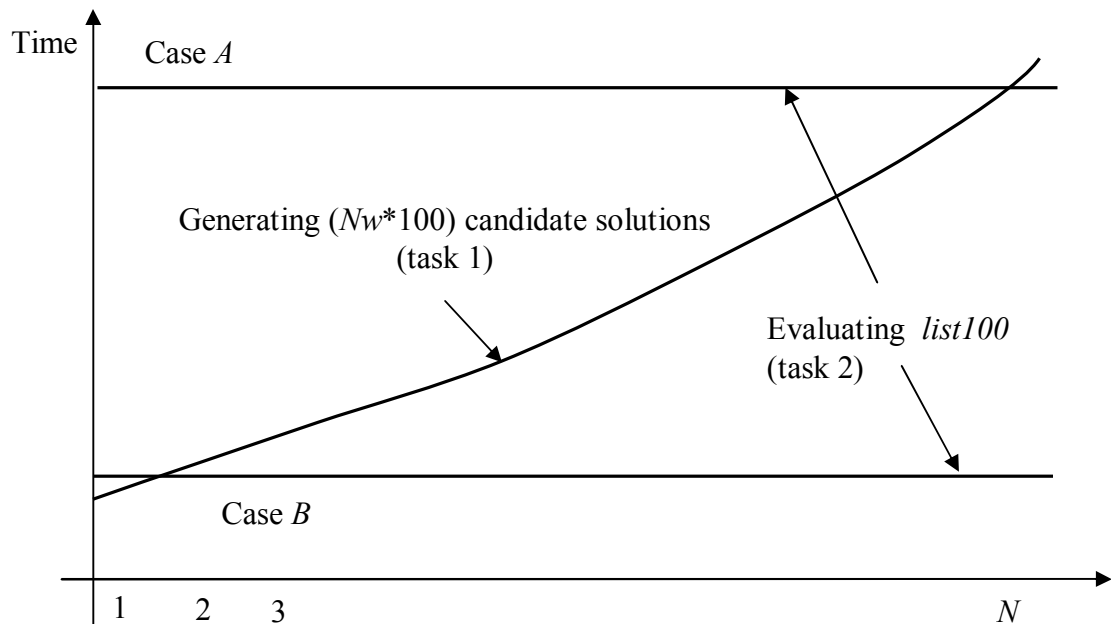 Time
Case A
Generating (Nw*100) candidate solutions
(task 1)
Evaluating list100
(task 2)
Case B
1 2 3 N